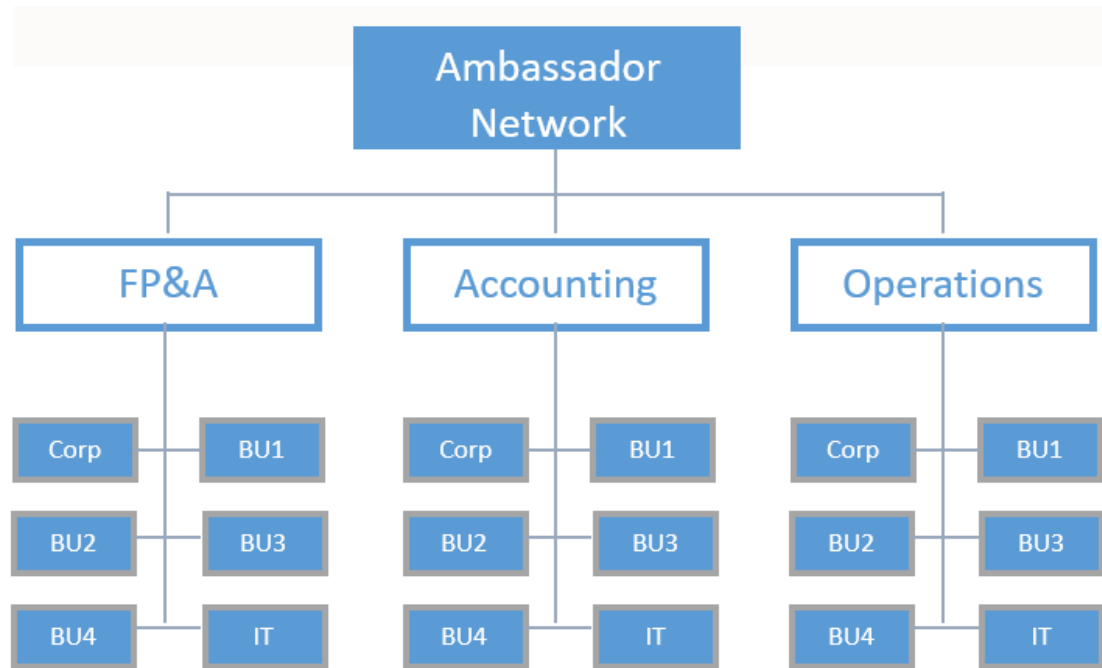 Ambassador
Network
FP&A
Accounting
Operations
Corp
BU1
Corp
BU1
Corp
BU1
BU2
BU3
BU2
BU3
BU2
BU3
BU4
IT
BU4
IT
BU4
IT